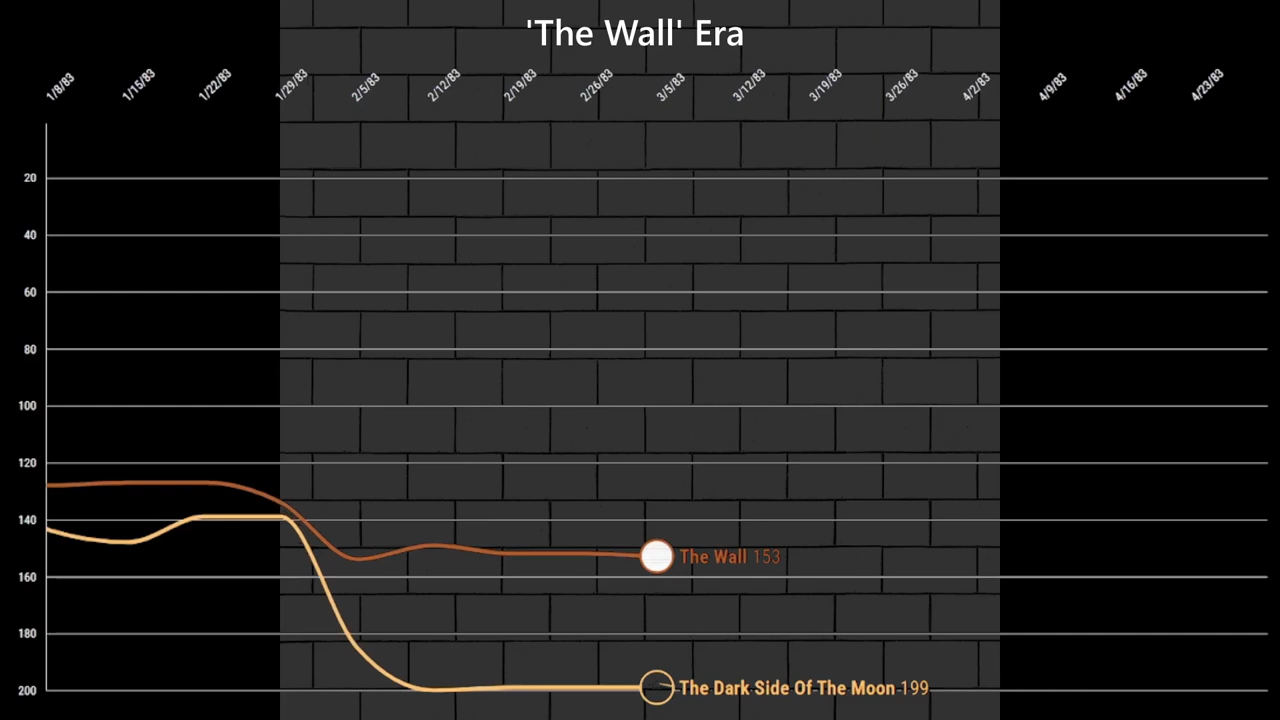 'The Wall' Era
1/8/83 1/15/83 1/22/83 1/29/83 2/5/83 2/12/83 2/19/83 2/26/83 3/5/83 3/12/83 3/19/83 3/26/83 4/2/83 4/9/83 4/16/83 4/23/83
20
40
60
80
100
120
140
The Wall 153
160
180
The Dark Side Of The Moon 199
200